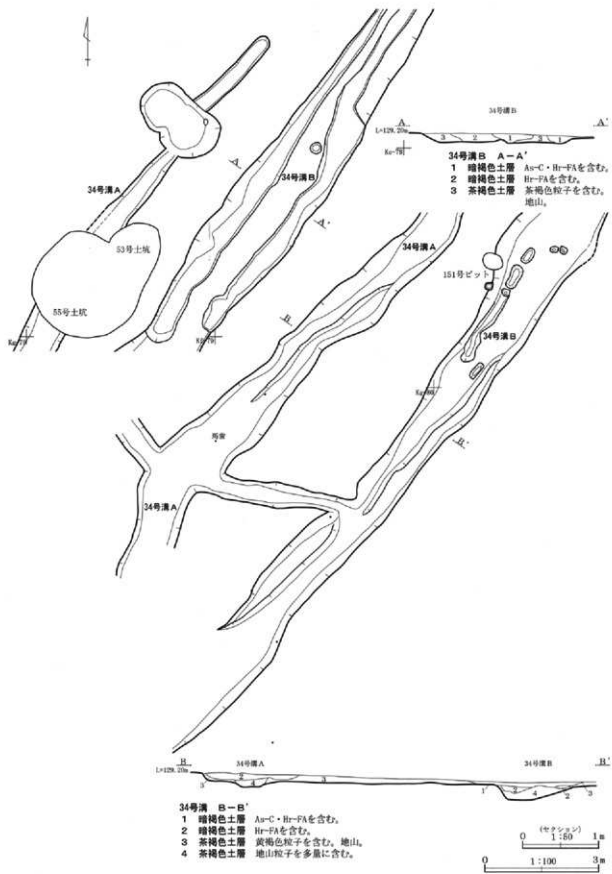 34号溝B
A A'
L=129.20m
3 2 1 2 1
34号溝B A-A'
1 暗褐色土層 As-C・Hr-FAを含む。
2 暗褐色土層 Hr-FAを含む。
3 茶褐色土層 茶褐色粒子を含む。
地山。
A
34号溝B
34号溝A
A'
53号土坑
55号土坑
34号溝A
151号ピット
34号溝B
B
B'
馬歯
34号溝A
B 34号溝A 34号溝B B'
L=129.20m
34号溝 B-B'
1 暗褐色土層 As-C・Hr-FAを含む。
2 暗褐色土層 Hr-FAを含む。
3 茶褐色土層 黄褐色粒子を含む。地山。
4 茶褐色土層 地山粒子を多量に含む。
(セクション)
0 1:50 1m
0 1:100 3m